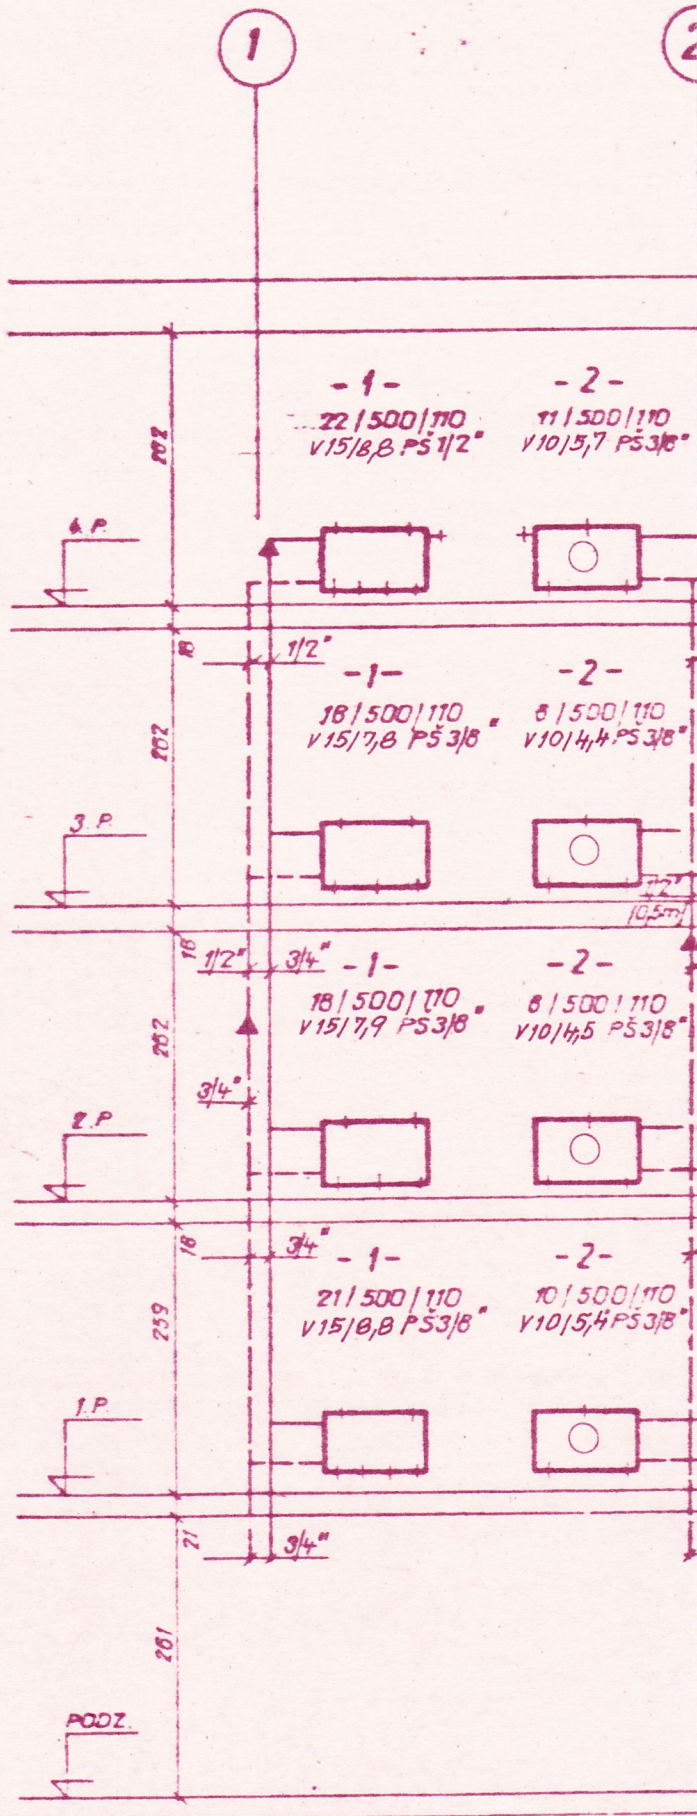 1
2
- 1 -
22/500/110
V15/8,8 PŠ 1/2"
- 2 -
11/500/110
V10/5,7 PŠ 3/8"
262
4.P.
18
1/2"
- 1 -
18/500/110
V15/7,8 PŠ 3/8"
- 2 -
8/500/110
V10/4,4 PŠ 3/8"
262
3.P.
1/2"
/0,5m/
18
1/2"
3/4"
- 1 -
18/500/110
V15/7,9 PŠ 3/8"
- 2 -
8/500/110
V10/4,5 PŠ 3/8"
262
3/4"
2.P.
18
3/4"
- 1 -
21/500/110
V15/8,8 PŠ 3/8"
- 2 -
10/500/110
V10/5,4 PŠ 3/8"
259
1.P.
21
3/4"
261
PODZ.